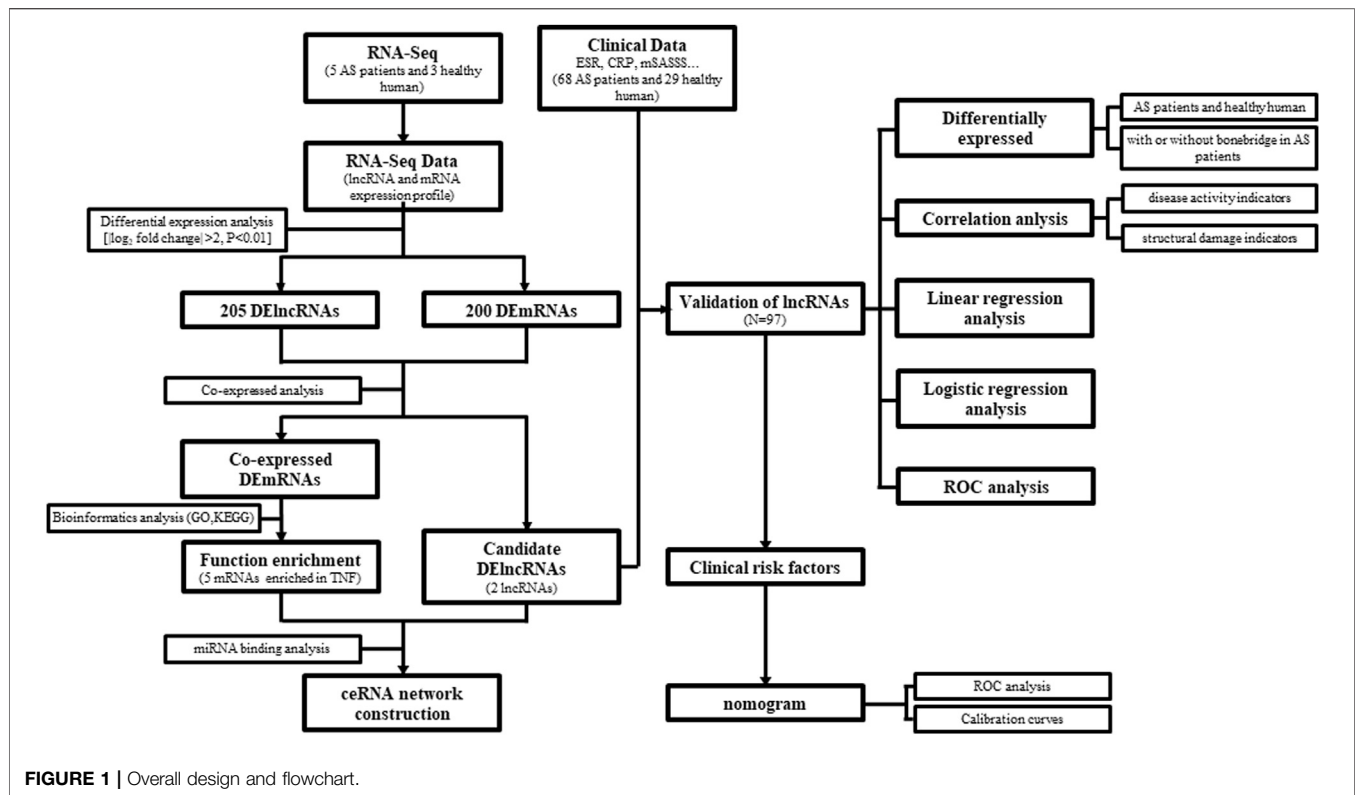 RNA-Seq
(5 AS patients and 3 healthy
human)
Clinical Data
ESR, CRP, mSASSS...
(68 AS patients and 29 healthy
human)
RNA-Seq Data
(lncRNA and mRNA
expression profile)
Differential expression analysis
[|log₂ fold change| >2, P<0.01]
205 DElncRNAs
200 DEmRNAs
Co-expressed analysis
Co-expressed
DEmRNAs
Bioinformatics analysis (GO,KEGG)
Function enrichment
(5 mRNAs enriched in TNF)
Candidate
DElncRNAs
(2 lncRNAs)
miRNA binding analysis
ceRNA network
construction
Validation of lncRNAs
(N=97)
Clinical risk factors
nomogram
ROC analysis
Calibration curves
Differentially
expressed
AS patients and healthy human
with or without bonebridge in AS
patients
Correlation anlysis
disease activity indicators
structural damage indicators
Linear regression
analysis
Logistic regression
analysis
ROC analysis
FIGURE 1 | Overall design and flowchart.